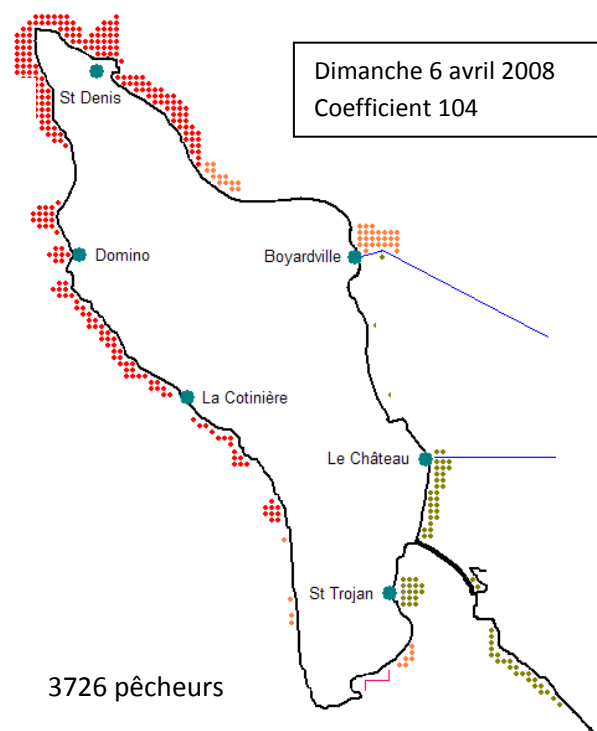 Dimanche 6 avril 2008
Coefficient 104
St Denis
Domino
Boyardville
La Cotinière
Le Château
St Trojan
3726 pêcheurs